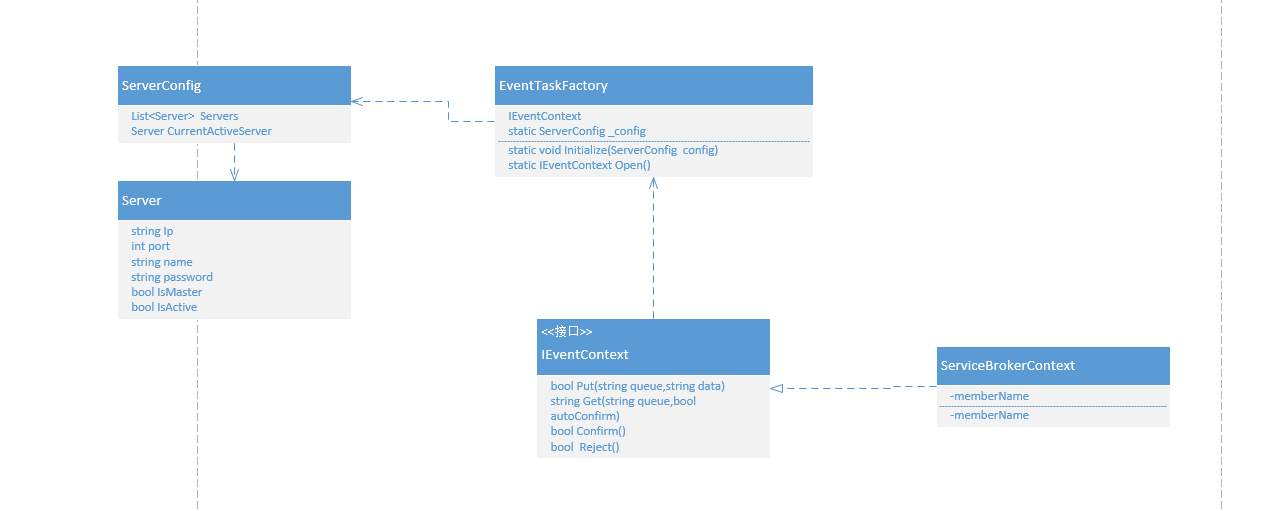 ServerConfig
List<Server>  Servers
Server CurrentActiveServer
Server
string Ip
int port
string name
string password
bool IsMaster
bool IsActive
EventTaskFactory
IEventContext
static ServerConfig _config
static void Initialize(ServerConfig  config)
static IEventContext Open()
<<接口>>
IEventContext
bool Put(string queue,string data)
string Get(string queue,bool
autoConfirm)
bool Confirm()
bool  Reject()
ServiceBrokerContext
-memberName
-memberName